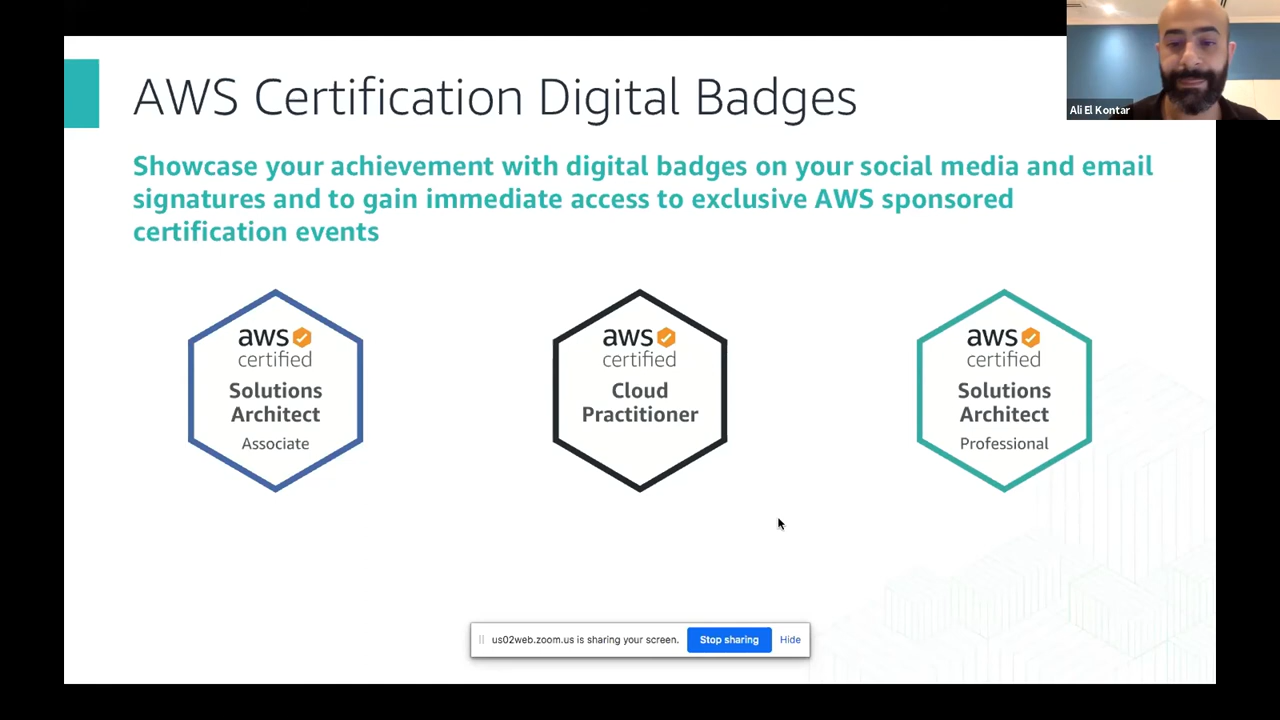 AWS Certification Digital Badges
Ali El Kontar
Showcase your achievement with digital badges on your social media and email
signatures and to gain immediate access to exclusive AWS sponsored
certification events
aws
certified
Solutions
Architect
Associate
aws
certified
Cloud
Practitioner
aws
certified
Solutions
Architect
Professional
us02web.zoom.us is sharing your screen.
Stop sharing
Hide